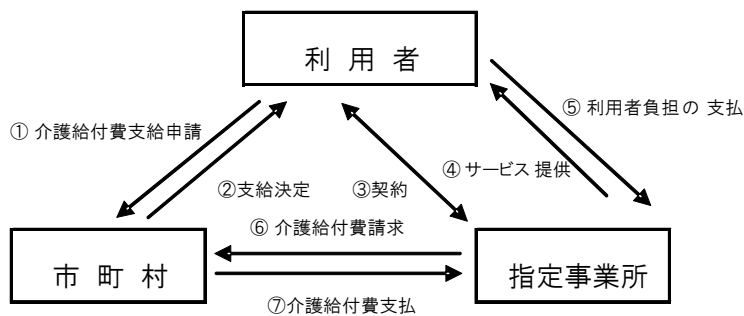 利用者
① 介護給付費支給申請
⑤ 利用者負担の 支払
④ サービス 提供
②支給決定
③契約
⑥ 介護給付費請求
市町村
指定事業所
⑦介護給付費支払